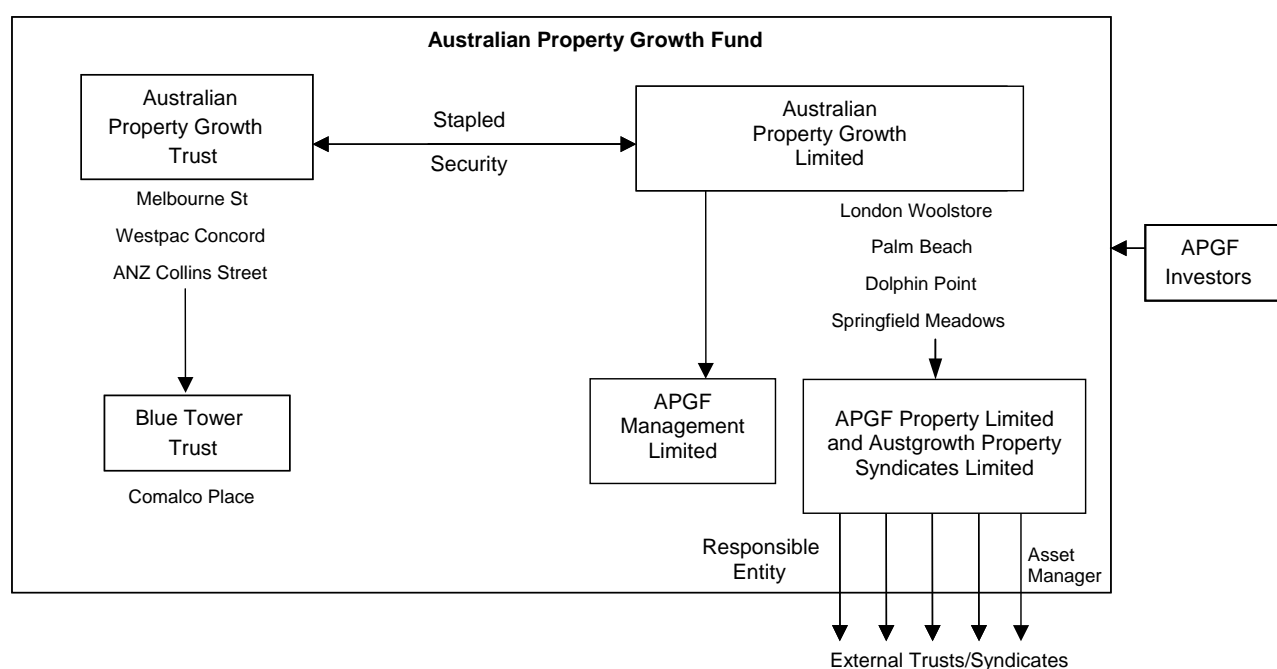 Australian Property Growth Fund
Australian
Property Growth
Trust
Stapled
Security
Australian
Property Growth
Limited
Melbourne St
Westpac Concord
ANZ Collins Street
London Woolstore
Palm Beach
Dolphin Point
Springfield Meadows
APGF
Investors
Blue Tower
Trust
Comalco Place
APGF
Management
Limited
APGF Property Limited
and Austgrowth Property
Syndicates Limited
Responsible
Entity
Asset
Manager
External Trusts/Syndicates